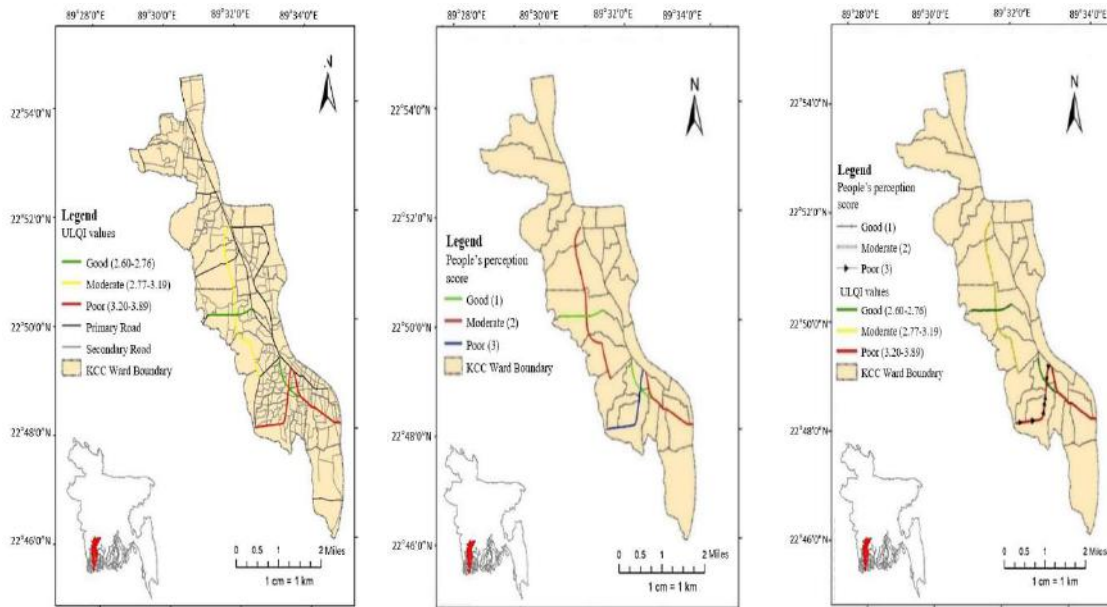 89°28'0"E 89°30'0"E 89°32'0"E 89°34'0"E
N
22°54'0"N
22°52'0"N
22°50'0"N
22°48'0"N
22°46'0"N
Legend
ULQI values
Good (2.60-2.76)
Moderate (2.77-3.19)
Poor (3.20-3.89)
Primary Road
Secondary Road
KCC Ward Boundary
0 0.5 1 2 Miles
1 cm = 1 km
89°28'0"E 89°30'0"E 89°31'0"E 89°34'0"E
N
22°54'0"N
22°52'0"N
22°50'0"N
22°48'0"N
22°46'0"N
Legend
People's perception
score
Good (1)
Moderate (2)
Poor (3)
0 0.5 1 2 Miles
1 cm = 1 km
89°28'0"E 89°30'0"E 89°32'0"E 89°34'0"E
N
22°54'0"N
22°51'0"N
22°50'0"N
22°48'0"N
22°46'0"N
Legend
People's perception
score
Good (1)
Moderate (2)
Poor (3)
ULQI values
Good (2.60-2.76)
Moderate (2.77-3.19)
Poor (3.20-3.89)
KCC Ward Boundary
0 0.5 1 2 Miles
1 cm = 1 km